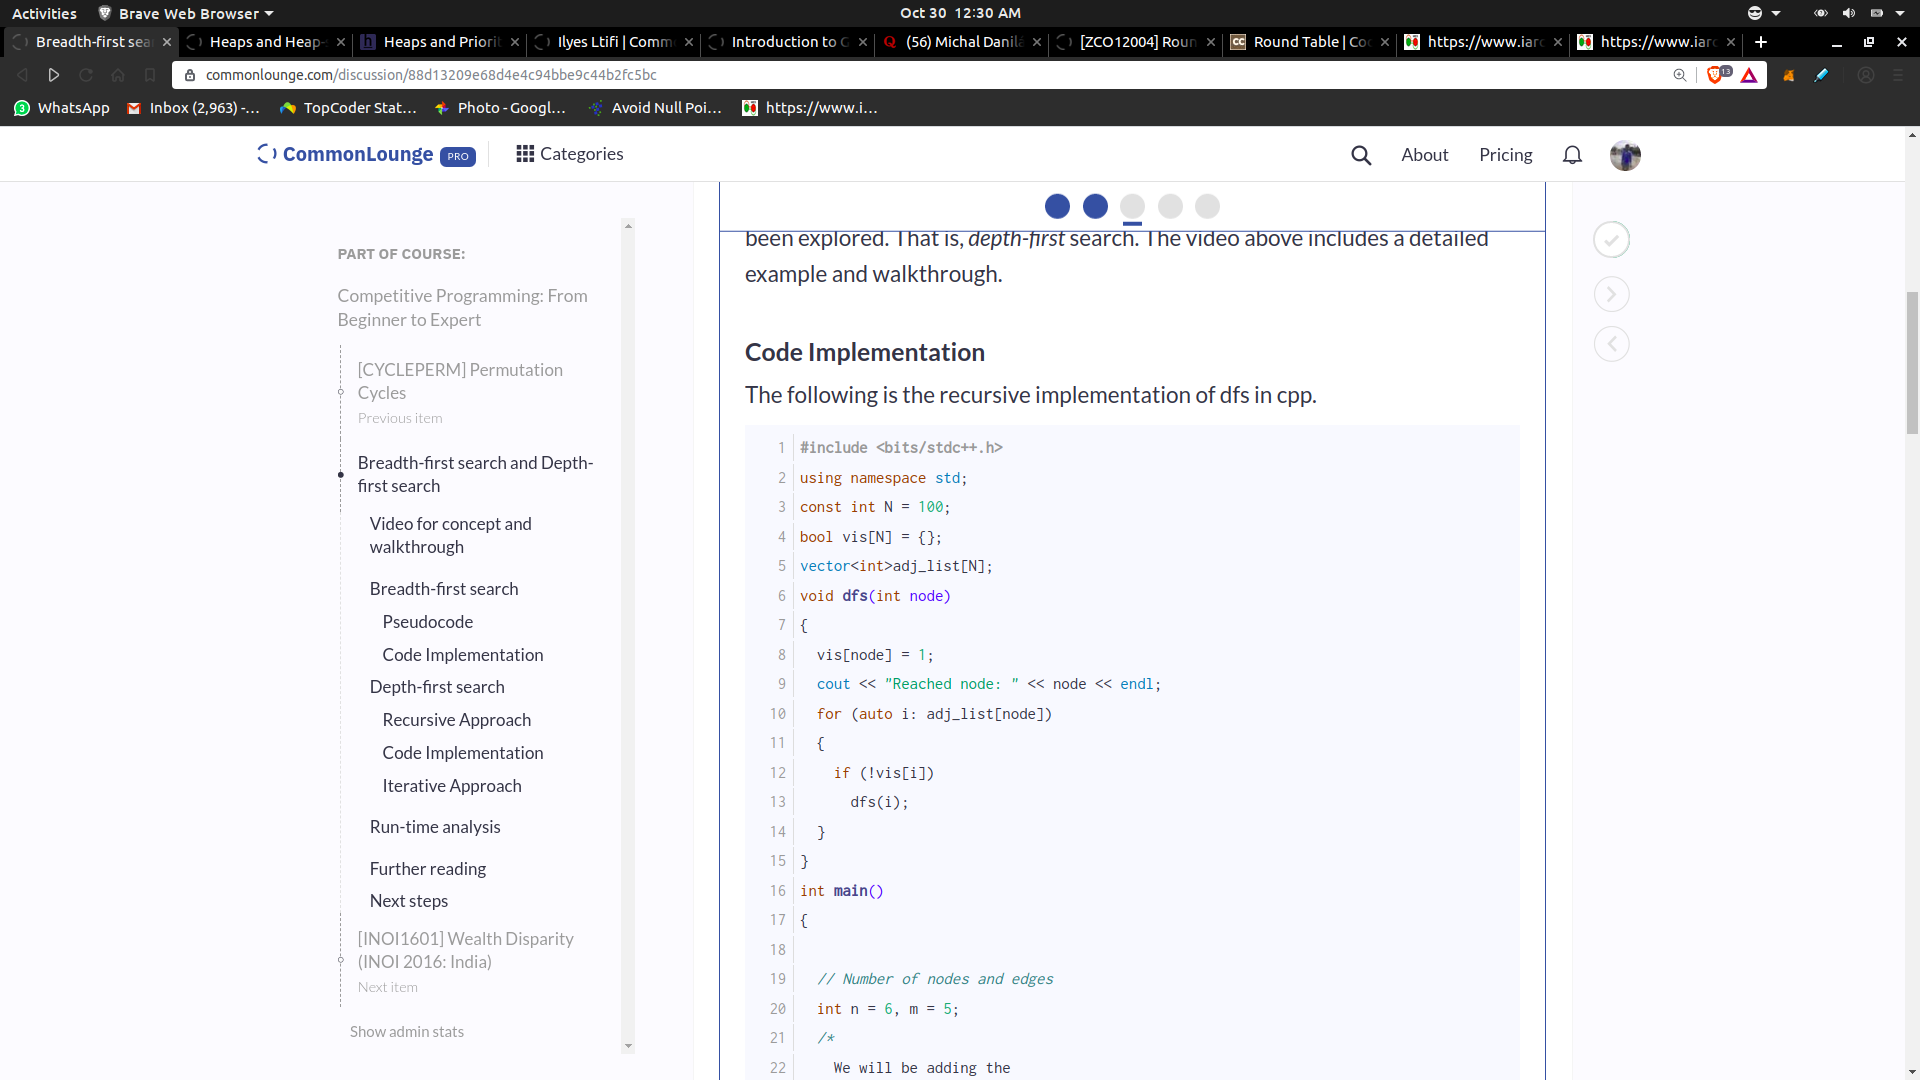 Activities
Brave Web Browser
Oct 30 12:30 AM
Breadth-first sea
Heaps and Heap-
Heaps and Priorit
Ilyes Ltifi | Comm
Introduction to G
(56) Michal Danilá
[ZCO12004] Roun
Round Table | Co
https://www.iarc
https://www.iarc
commonlounge.com/discussion/88d13209e68d4e4c94bbe9c44b2fc5bc
13
WhatsApp
Inbox (2,963) -...
TopCoder Stat...
Photo - Googl...
Avoid Null Poi...
https://www.i...
CommonLounge PRO
Categories
About
Pricing
PART OF COURSE:
Competitive Programming: From
Beginner to Expert
[CYCLEPERM] Permutation
Cycles
Previous item
Breadth-first search and Depth-
first search
Video for concept and
walkthrough
Breadth-first search
Pseudocode
Code Implementation
Depth-first search
Recursive Approach
Code Implementation
Iterative Approach
Run-time analysis
Further reading
Next steps
[INOI1601] Wealth Disparity
(INOI 2016: India)
Next item
Show admin stats
been explored. That is, depth-first search. The video above includes a detailed
example and walkthrough.
Code Implementation
The following is the recursive implementation of dfs in cpp.
1 #include <bits/stdc++.h>
2 using namespace std;
3 const int N = 100;
4 bool vis[N] = {};
5 vector<int>adj_list[N];
6 void dfs(int node)
7 {
8   vis[node] = 1;
9   cout << "Reached node: " << node << endl;
10   for (auto i: adj_list[node])
11   {
12     if (!vis[i])
13       dfs(i);
14   }
15 }
16 int main()
17 {
18
19   // Number of nodes and edges
20   int n = 6, m = 5;
21   /*
22     We will be adding the